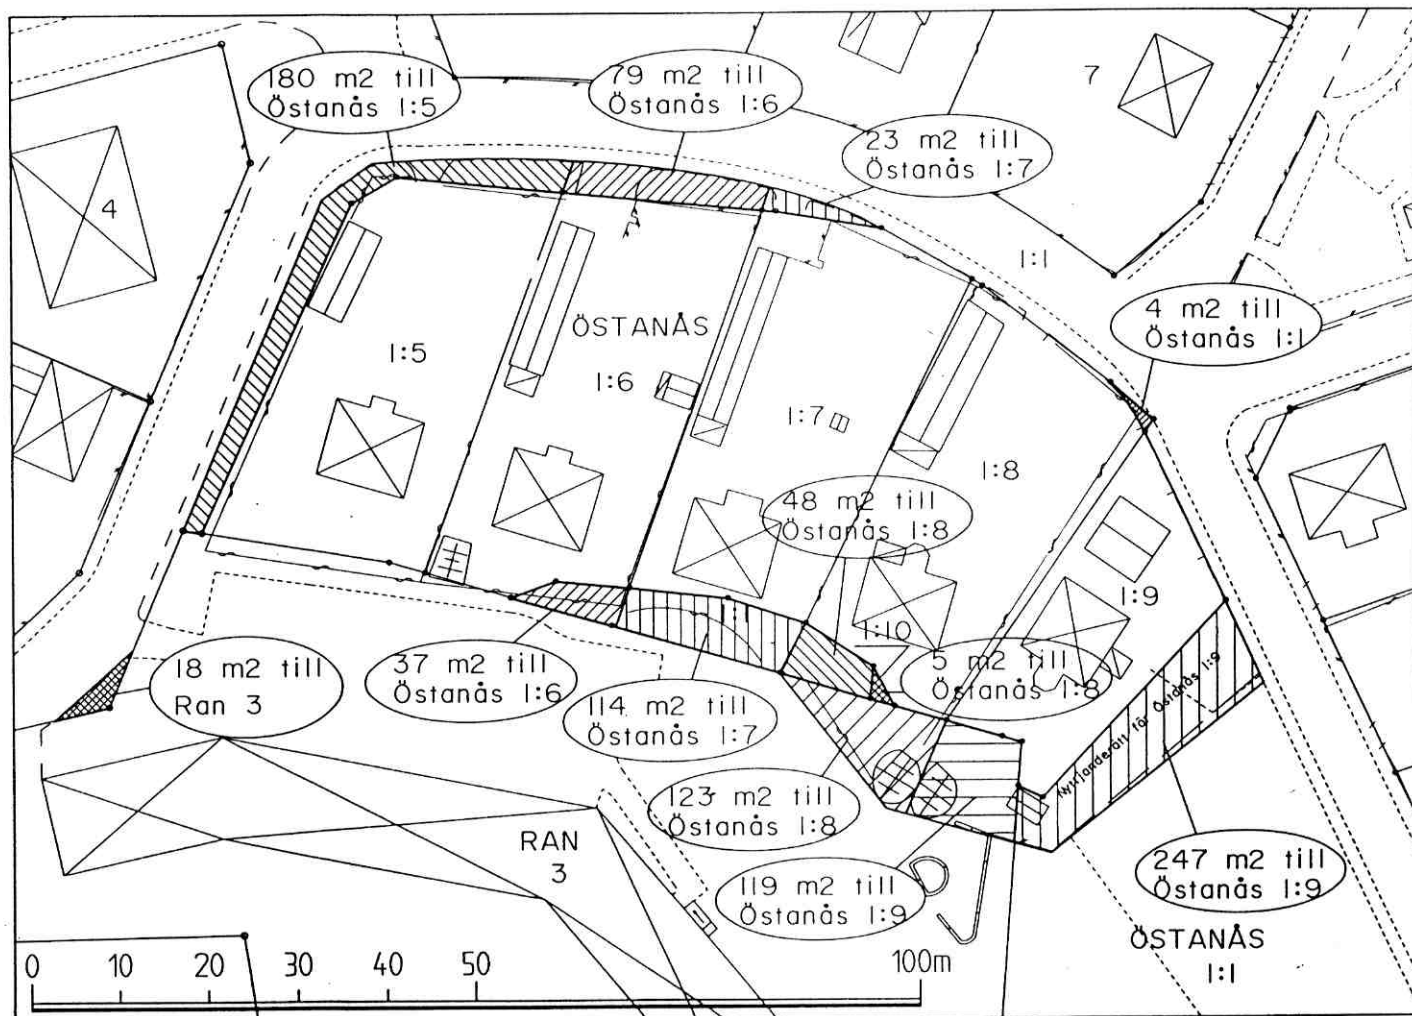 180 m2 till
Östanås 1:5
79 m2 till
Östanås 1:6
7
23 m2 till
Östanås 1:7
4
1:1
ÖSTANÅS
4 m2 till
Östanås 1:1
1:5
1:6
1:7
1:8
48 m2 till
Östanås 1:8
1:9
1:10
18 m2 till
Ran 3
37 m2 till
Östanås 1:6
5 m2 till
Östanås 1:8
114 m2 till
Östanås 1:7
Nyttjanderätt för Östanås 1:9
123 m2 till
Östanås 1:8
RAN
3
119 m2 till
Östanås 1:9
247 m2 till
Östanås 1:9
ÖSTANÅS
1:1
0 10 20 30 40 50 100m